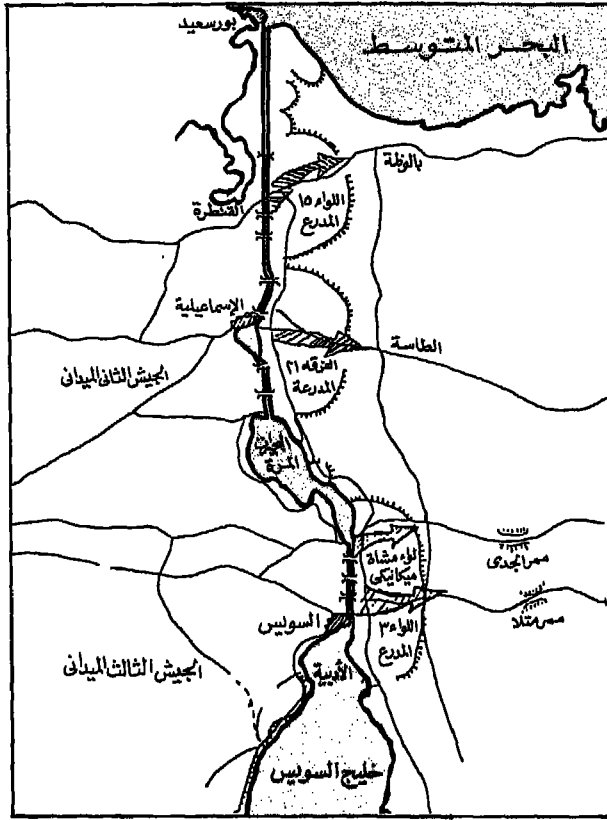 بورسعيد
البحر المتوسط
بالوظة
القنطرة
اللواء ١٥
المدرع
الإسماعيلية
الطاسة
الفرقه ٢١
المدرعة
الجيش الثانى الميدانى
البحيرات
المرة
ممر الجدى
لواء مشاة
ميكانيكى
ممر متلا
السويس
اللواء ٣
المدرع
الجيش الثالث الميدانى
الأدبية
خليج السويس